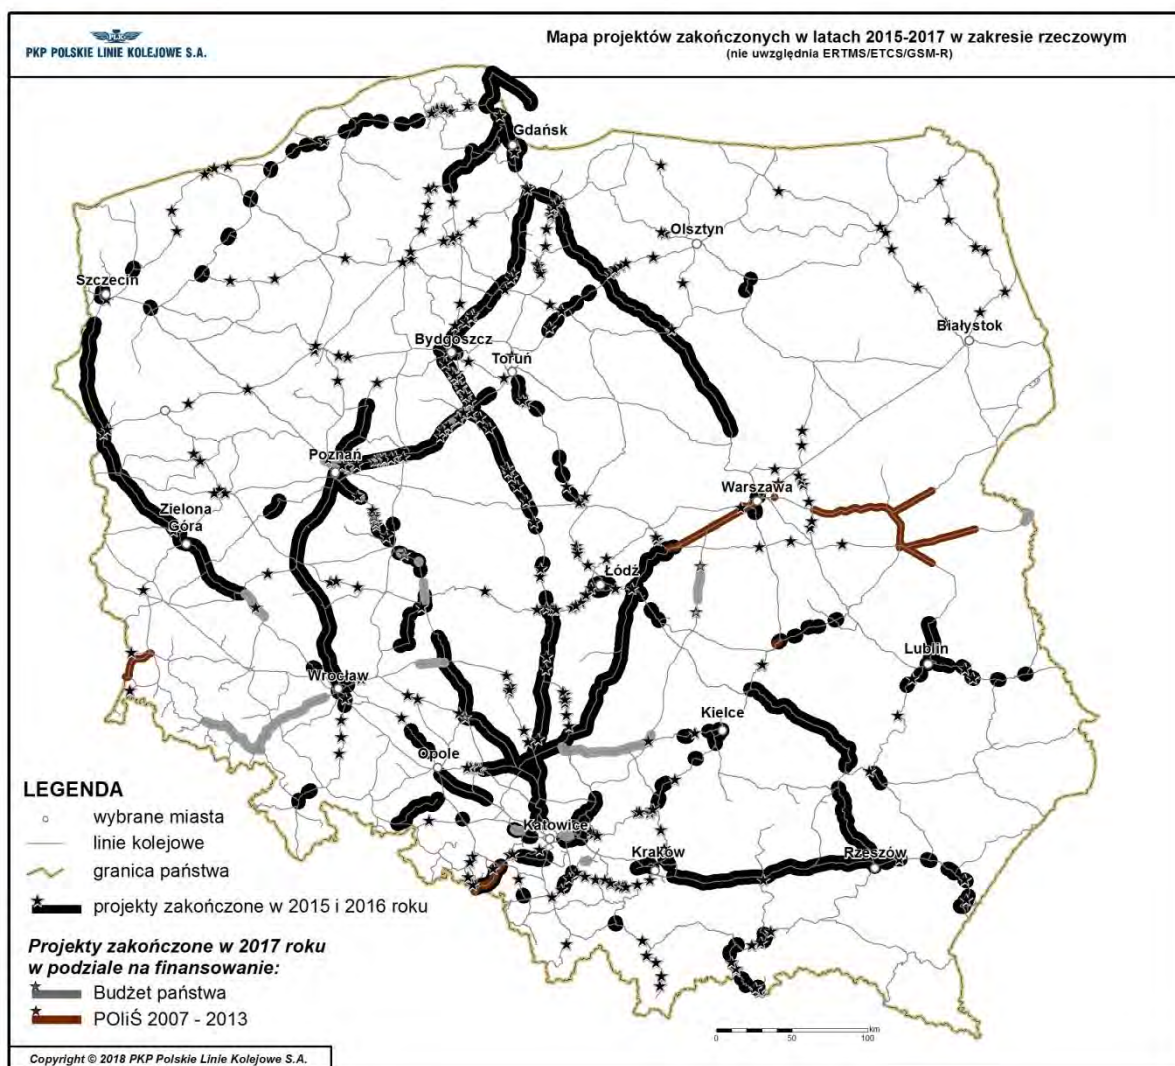 PLK
PKP POLSKIE LINIE KOLEJOWE S.A.
Mapa projektów zakończonych w latach 2015-2017 w zakresie rzeczowym
(nie uwzględnia ERTMS/ETCS/GSM-R)
Gdańsk
Olsztyn
Szczecin
Białystok
Bydgoszcz
Toruń
Poznań
Warszawa
Zielona
Góra
Łódź
Lublin
Wrocław
Kielce
Opole
Katowice
Kraków
Rzeszów
LEGENDA
wybrane miasta
linie kolejowe
granica państwa
projekty zakończone w 2015 i 2016 roku
Projekty zakończone w 2017 roku
w podziale na finansowanie:
Budżet państwa
POIiŚ 2007 - 2013
km
0 50 100
Copyright © 2018 PKP Polskie Linie Kolejowe S.A.